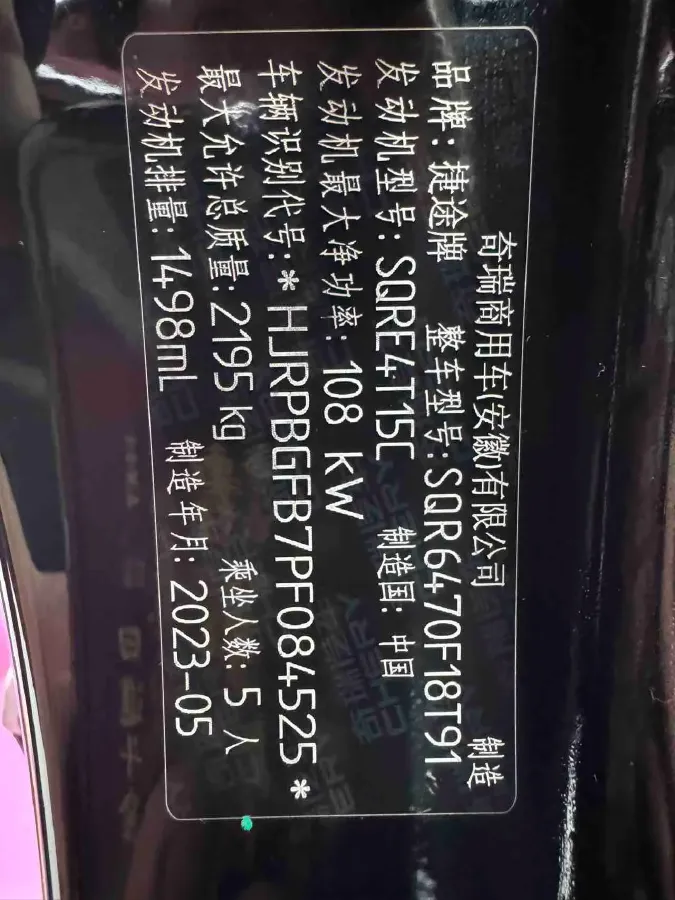 奇瑞商用车(安徽)有限公司 制造
品牌: 捷途牌 整车型号: SQR6470F18T91
发动机型号: SQRE4T15C 制造国: 中国
发动机最大净功率: 108 kW
车辆识别代号: *HJRPBGFB7PF084525*
最大允许总质量: 2195 kg 乘坐人数: 5 人
发动机排量: 1498mL 制造年月: 2023-05